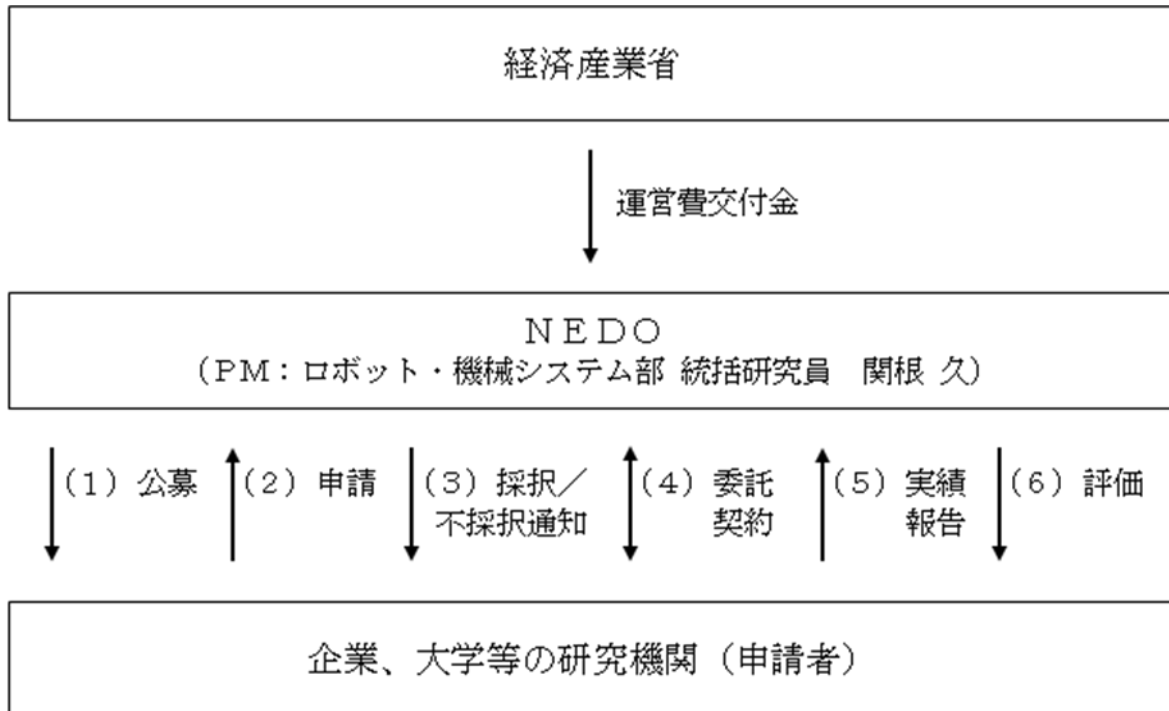 経済産業省
運営費交付金
ＮＥＤＯ
（ＰＭ：ロボット・機械システム部 統括研究員　関根 久）
（１）公募
（２）申請
（３）採択／
不採択通知
（４）委託
契約
（５）実績
報告
（６）評価
企業、大学等の研究機関（申請者）